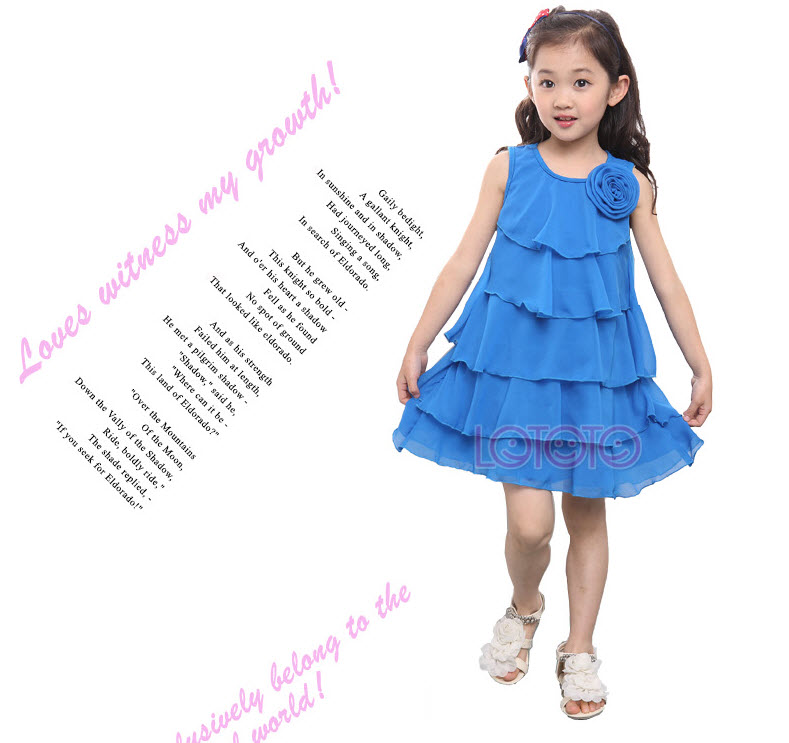 Loves witness my growth!
Gaily bedight,
A gallant knight,
In sunshine and in shadow,
Had journeyed long,
Singing a song,
In search of Eldorado.
But he grew old -
This knight so bold -
And o'er his heart a shadow
Fell as he found
No spot of ground
That looked like eldorado.
And as his strength
Failed him at length,
He met a pilgrim shadow -
"Shadow," said he,
"Where can it be -
This land of Eldorado?"
"Over the Mountains
Of the Moon,
Down the Vally of the Shadow,
Ride, boldly ride,"
The shade replied, -
"If you seek for Eldorado!"
LOTOOTO
belong to the
world!